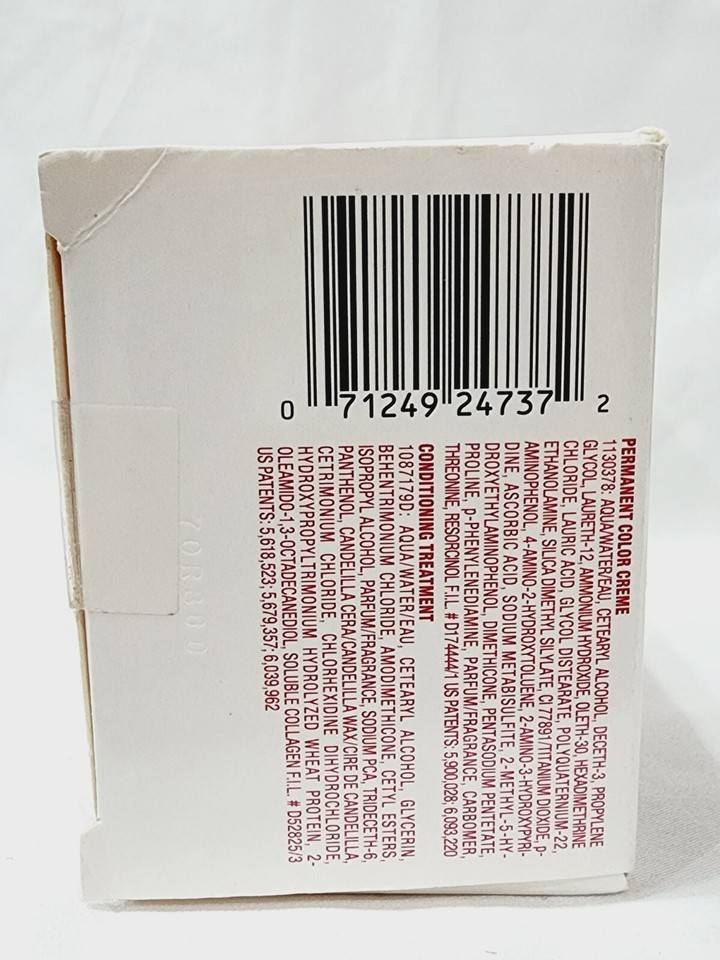 0 71249 24737 2
PERMANENT COLOR CREME
1130378: AQUA/WATER/EAU, CETEARYL ALCOHOL, DECETH-3, PROPYLENE
GLYCOL, LAURETH-12, AMMONIUM HYDROXIDE, OLETH-30, HEXADIMETHRINE
CHLORIDE, LAURIC ACID, GLYCOL DISTEARATE, POLYQUATERNIUM-22,
ETHANOLAMINE, SILICA DIMETHYL SILYLATE, CI 77891/TITANIUM DIOXIDE, p-
AMINOPHENOL, 4-AMINO-2-HYDROXYTOLUENE, 2-AMINO-3-HYDROXYPYRI-
DINE, ASCORBIC ACID, SODIUM METABISULFITE, 2-METHYL-5-HY-
DROXYETHYLAMINOPHENOL, DIMETHICONE, PENTASODIUM PENTETATE,
PROLINE, p-PHENYLENEDIAMINE, PARFUM/FRAGRANCE, CARBOMER,
THREONINE, RESORCINOL F.I.L. # D174444/1 US PATENTS: 5,900,028; 6,093,220
CONDITIONING TREATMENT
1087179D: AQUA/WATER/EAU, CETEARYL ALCOHOL, GLYCERIN,
BEHENTRIMONIUM CHLORIDE, AMODIMETHICONE, CETYL ESTERS,
ISOPROPYL ALCOHOL, PARFUM/FRAGRANCE, SODIUM PCA, TRIDECETH-6,
PANTHENOL, CANDELILLA CERA/CANDELILLA WAX/CIRE DE CANDELILLA,
CETRIMONIUM CHLORIDE, CHLORHEXIDINE DIHYDROCHLORIDE,
HYDROXYPROPYLTRIMONIUM HYDROLYZED WHEAT PROTEIN, 2-
OLEAMIDO-1,3-OCTADECANEDIOL, SOLUBLE COLLAGEN F.I.L. # D52825/3
US PATENTS: 5,618,523; 5,679,357; 6,039,962